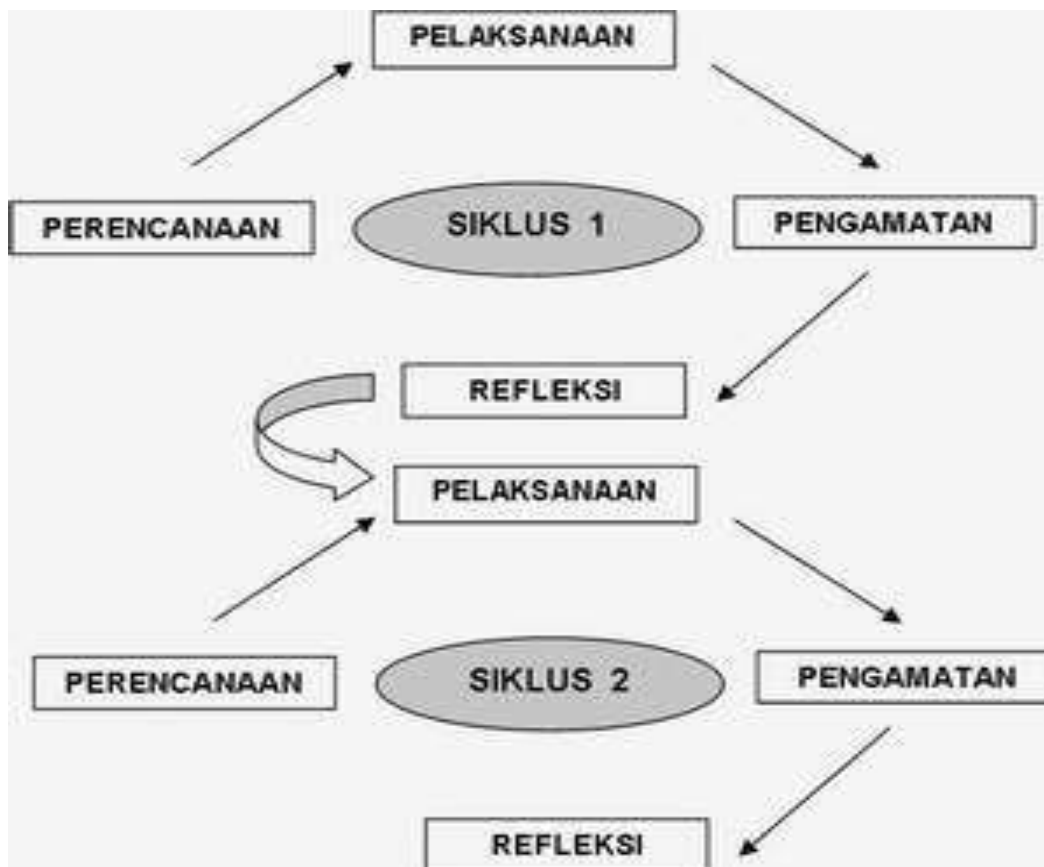 PELAKSANAAN
PERENCANAAN
SIKLUS 1
PENGAMATAN
REFLEKSI
PELAKSANAAN
PERENCANAAN
SIKLUS 2
PENGAMATAN
REFLEKSI